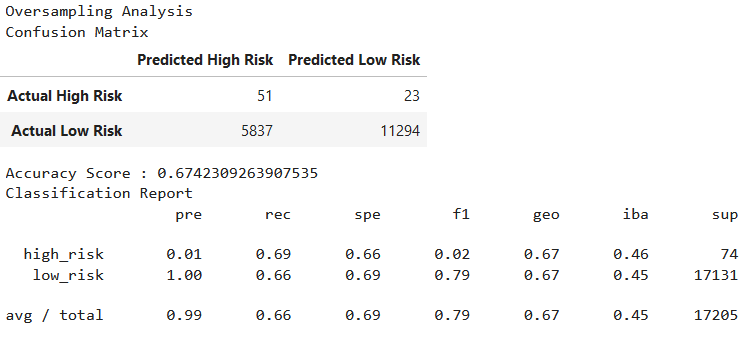 Oversampling Analysis
Confusion Matrix
Predicted High Risk Predicted Low Risk
Actual High Risk 51 23
Actual Low Risk 5837 11294
Accuracy Score : 0.6742309263907535
Classification Report
pre rec spe f1 geo iba sup
high_risk 0.01 0.69 0.66 0.02 0.67 0.46 74
low_risk 1.00 0.66 0.69 0.79 0.67 0.45 17131
avg / total 0.99 0.66 0.69 0.79 0.67 0.45 17205